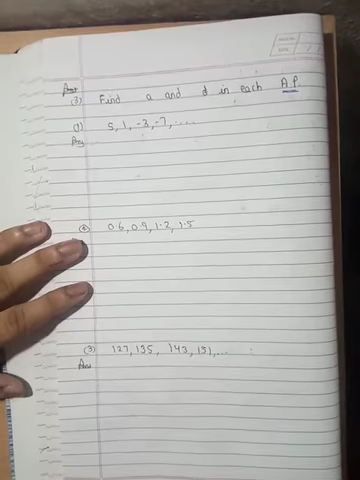 (3) Find a and d in each A.P.
(1) 5, 1, -3, -7, ....
Ans
(2) 0.6, 0.9, 1.2, 1.5
(3) 127, 135, 143, 151, ...
Ans